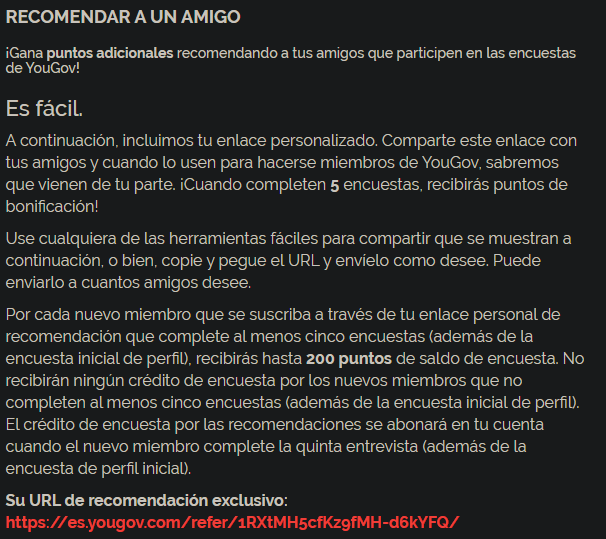 RECOMENDAR A UN AMIGO
¡Gana puntos adicionales recomendando a tus amigos que participen en las encuestas
de YouGov!
Es fácil.
A continuación, incluimos tu enlace personalizado. Comparte este enlace con
tus amigos y cuando lo usen para hacerse miembros de YouGov, sabremos
que vienen de tu parte. ¡Cuando completen 5 encuestas, recibirás puntos de
bonificación!
Use cualquiera de las herramientas fáciles para compartir que se muestran a
continuación, o bien, copie y pegue el URL y envíelo como desee. Puede
enviarlo a cuantos amigos desee.
Por cada nuevo miembro que se suscriba a través de tu enlace personal de
recomendación que complete al menos cinco encuestas (además de la
encuesta inicial de perfil), recibirás hasta 200 puntos de saldo de encuesta. No
recibirán ningún crédito de encuesta por los nuevos miembros que no
completen al menos cinco encuestas (además de la encuesta inicial de perfil).
El crédito de encuesta por las recomendaciones se abonará en tu cuenta
cuando el nuevo miembro complete la quinta entrevista (además de la
encuesta de perfil inicial).
Su URL de recomendación exclusivo:
https://es.yougov.com/refer/1RXtMH5cfKz9fMH-d6kYFQ/